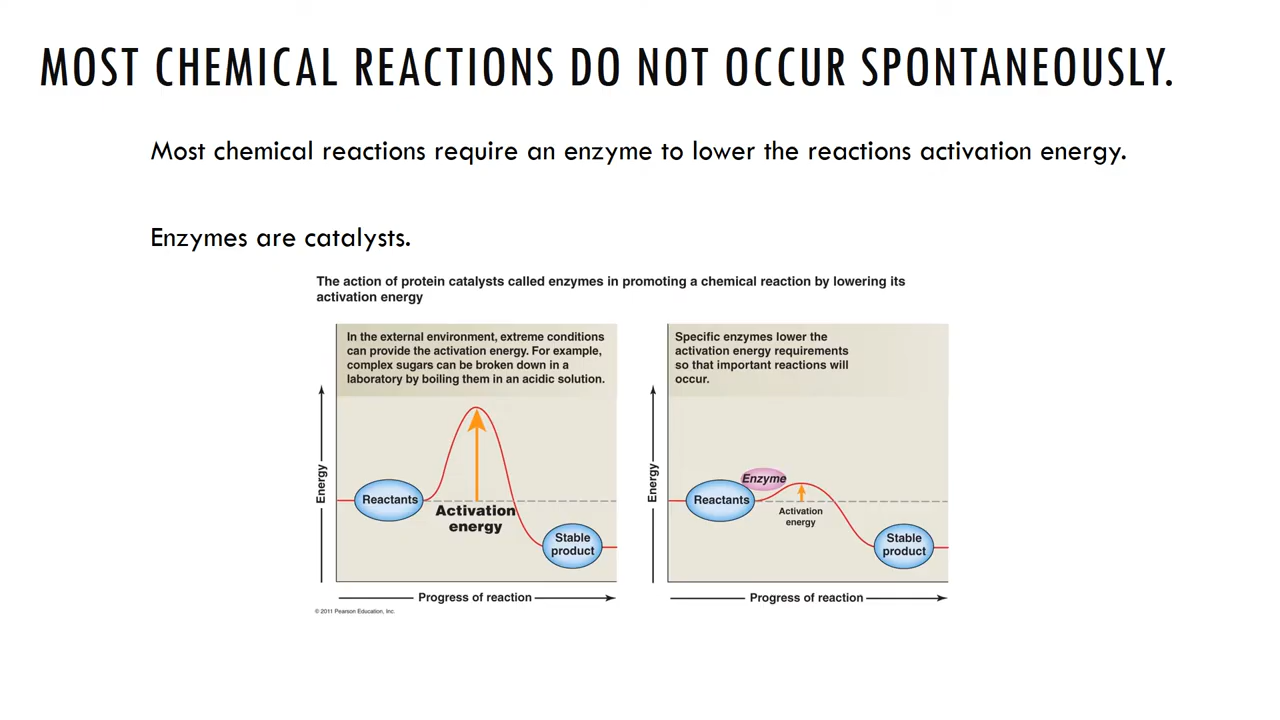 MOST CHEMICAL REACTIONS DO NOT OCCUR SPONTANEOUSLY.
Most chemical reactions require an enzyme to lower the reactions activation energy.
Enzymes are catalysts.
The action of protein catalysts called enzymes in promoting a chemical reaction by lowering its
activation energy
In the external environment, extreme conditions
can provide the activation energy. For example,
complex sugars can be broken down in a
laboratory by boiling them in an acidic solution.
Energy
Reactants
Activation
energy
Stable
product
Progress of reaction
Specific enzymes lower the
activation energy requirements
so that important reactions will
occur.
Energy
Enzyme
Reactants
Activation
energy
Stable
product
Progress of reaction
© 2011 Pearson Education, Inc.